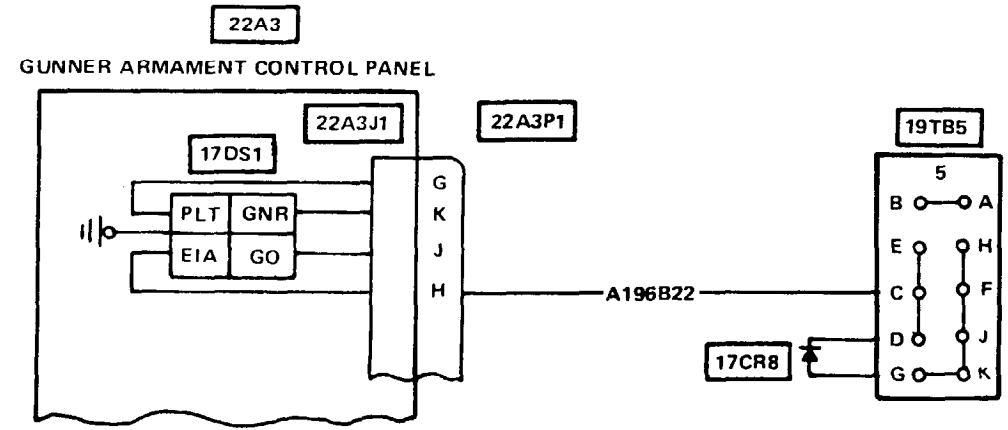 22A3
GUNNER ARMAMENT CONTROL PANEL
22A3J1
22A3P1
19TB5
17DS1
5
G
PLT GNR
K
B A
EIA GO
J
E H
H
A196B22
C F
17CR8
D J
G K